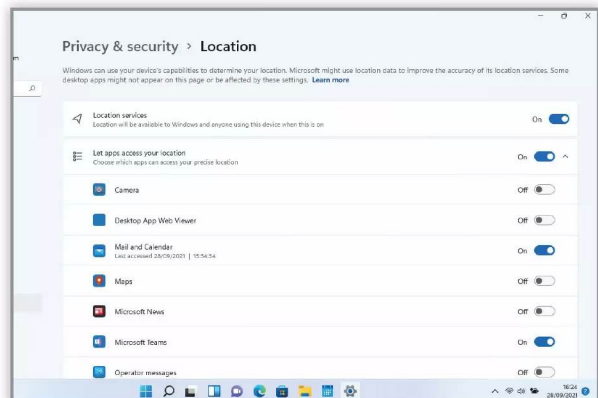 Privacy & security > Location
m
Windows can use your device's capabilities to determine your location, Microsoft might use location data to improve the accuracy of its location services. Some
desktop apps might not appear on this page or be affected by these settings. Learn more
Location services
Location will be available to Windows and anyone using this device when this is on
On
Let apps access your location
Choose which apps can access your precise location
On
Camera
Off
Desktop App Web Viewer
Off
Mail and Calendar
Last accessed 28/09/2021 | 15:54:54
On
Maps
Off
Microsoft News
Off
Microsoft Teams
On
Operator messages
Off
16:24
28/09/2021